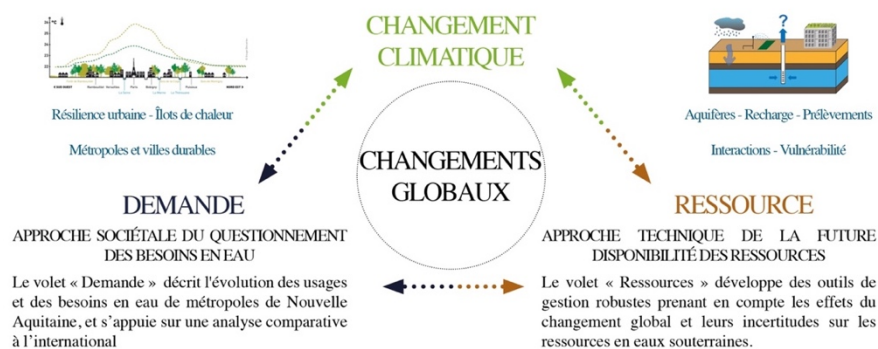 CHANGEMENT
CLIMATIQUE
°C
?
Résilience urbaine - Îlots de chaleur
Métropoles et villes durables
Aquifères - Recharge - Prélèvements
Interactions - Vulnérabilité
CHANGEMENTS
GLOBAUX
DEMANDE
APPROCHE SOCIÉTALE DU QUESTIONNEMENT
DES BESOINS EN EAU
Le volet « Demande » décrit l'évolution des usages
et des besoins en eau de métropoles de Nouvelle
Aquitaine, et s’appuie sur une analyse comparative
à l’international
RESSOURCE
APPROCHE TECHNIQUE DE LA FUTURE
DISPONIBILITÉ DES RESSOURCES
Le volet « Ressources » développe des outils de
gestion robustes prenant en compte les effets du
changement global et leurs incertitudes sur les
ressources en eaux souterraines.